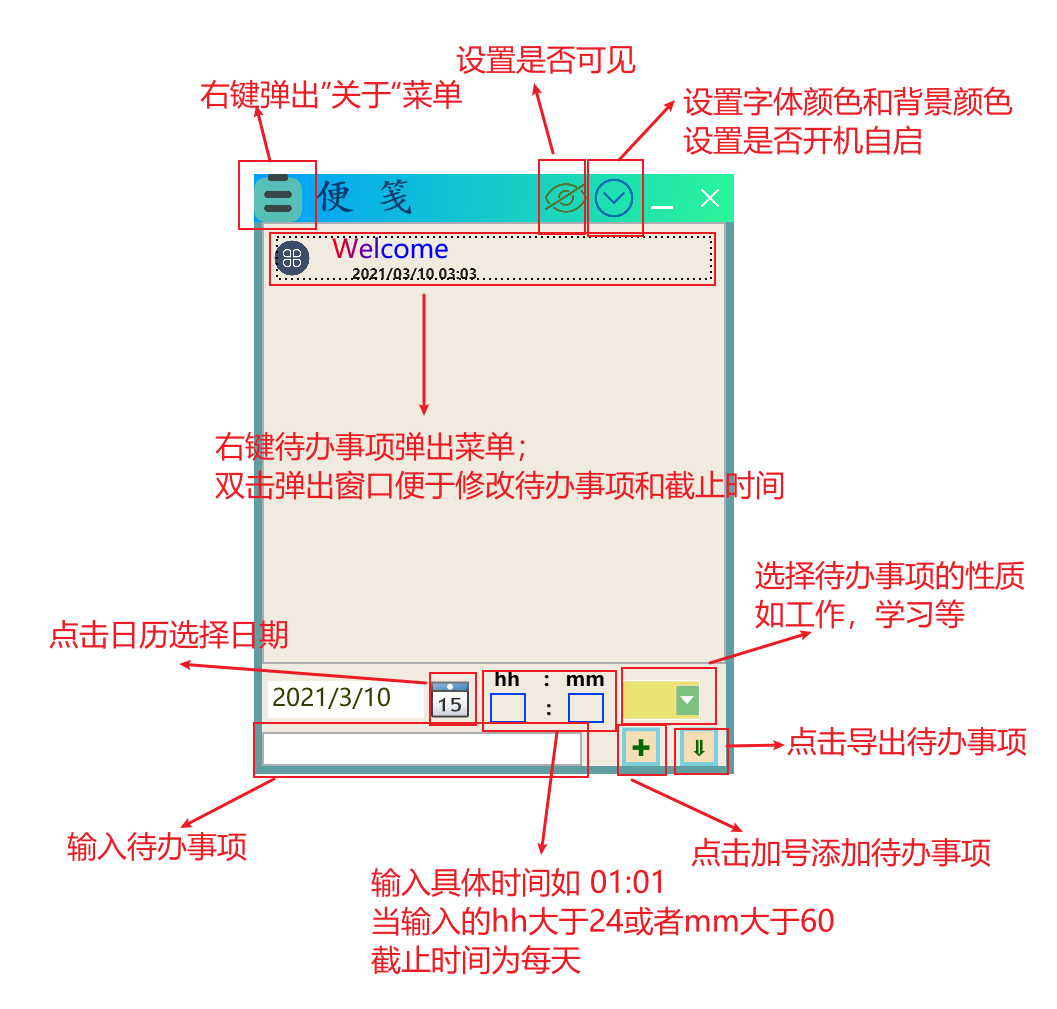 设置是否可见
右键弹出”关于“菜单
设置字体颜色和背景颜色
设置是否开机自启
便 笺
Welcome
2021/03/10 03:03
右键待办事项弹出菜单；
双击弹出窗口便于修改待办事项和截止时间
选择待办事项的性质
如工作，学习等
点击日历选择日期
hh : mm
2021/3/10
15
:
点击导出待办事项
输入待办事项
点击加号添加待办事项
输入具体时间如 01:01
当输入的hh大于24或者mm大于60
截止时间为每天